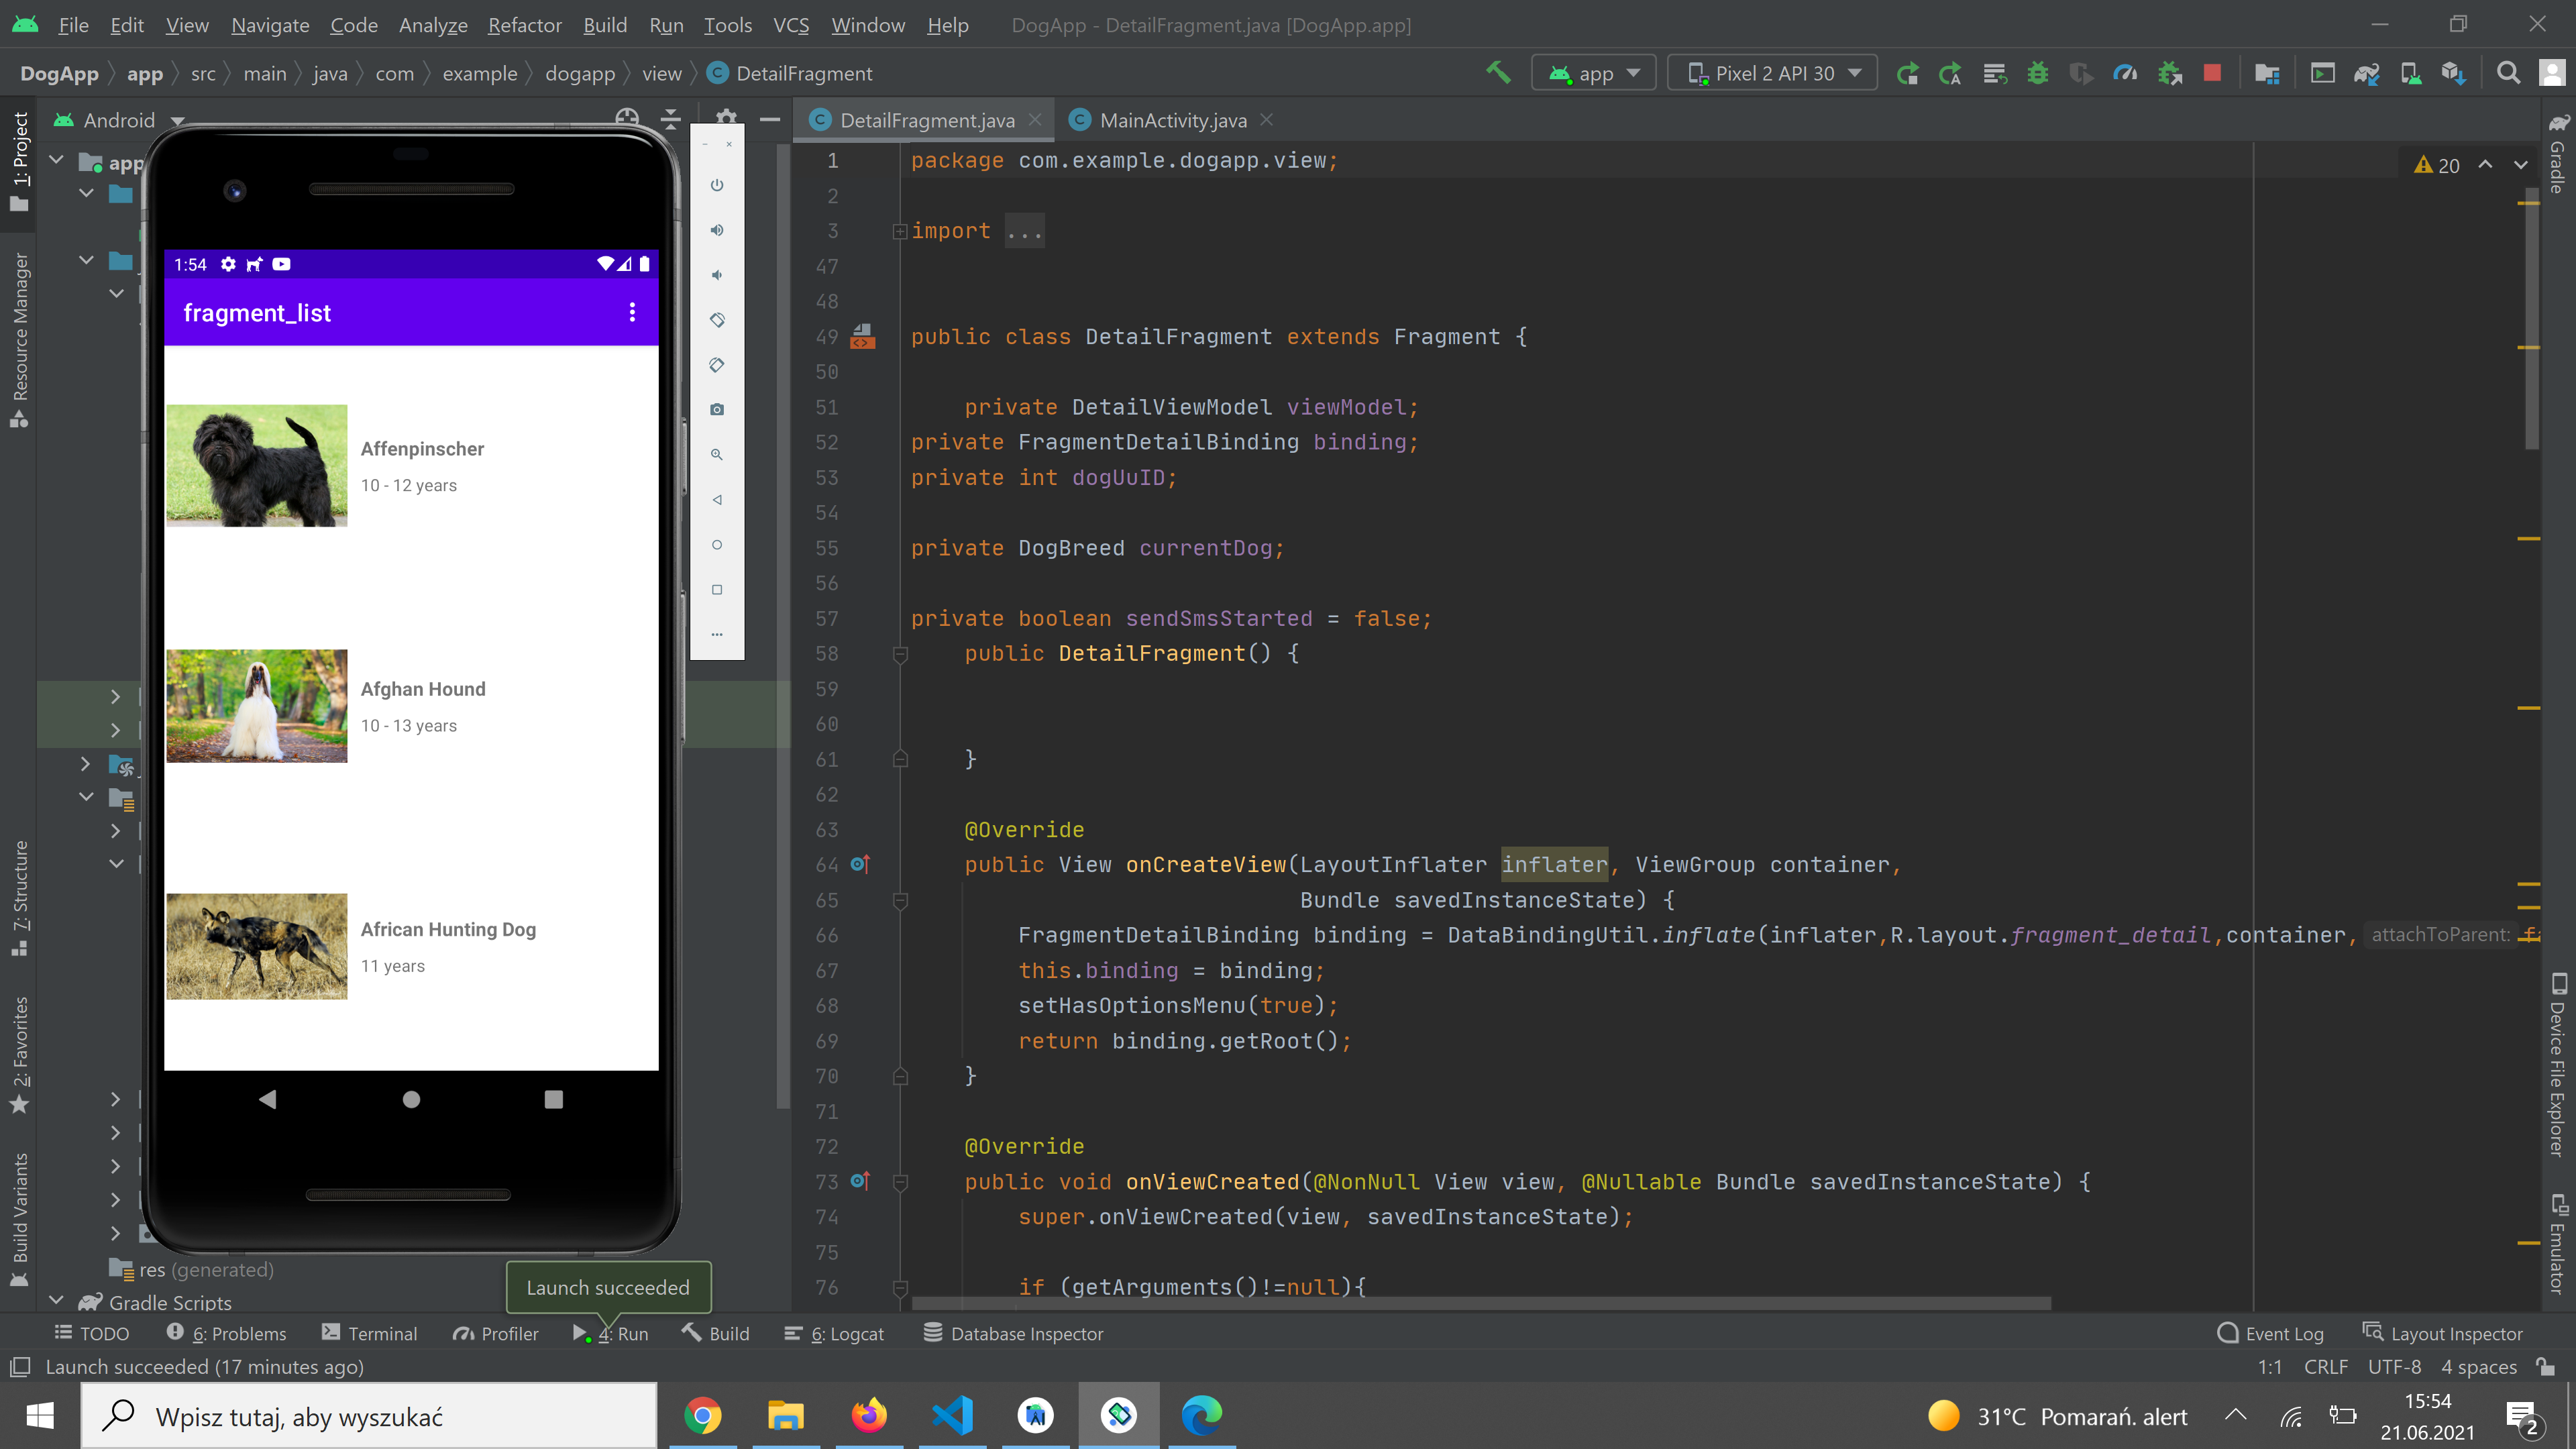 File Edit View Navigate Code Analyze Refactor Build Run Tools VCS Window Help DogApp - DetailFragment.java [DogApp.app]
DogApp app src main java com example dogapp view DetailFragment app Pixel 2 API 30
1: Project
Resource Manager
7: Structure
2: Favorites
Build Variants
Android
app
res (generated)
Gradle Scripts
1:54
fragment_list
Affenpinscher
10 - 12 years
Afghan Hound
10 - 13 years
African Hunting Dog
11 years
Launch succeeded
DetailFragment.java MainActivity.java
20
1 package com.example.dogapp.view;
2
3 import ...
47
48
49 public class DetailFragment extends Fragment {
50
51 private DetailViewModel viewModel;
52 private FragmentDetailBinding binding;
53 private int dogUuID;
54
55 private DogBreed currentDog;
56
57 private boolean sendSmsStarted = false;
58 public DetailFragment() {
59
60
61 }
62
63 @Override
64 public View onCreateView(LayoutInflater inflater, ViewGroup container,
65 Bundle savedInstanceState) {
66 FragmentDetailBinding binding = DataBindingUtil.inflate(inflater,R.layout.fragment_detail,container, attachToParent: fa
67 this.binding = binding;
68 setHasOptionsMenu(true);
69 return binding.getRoot();
70 }
71
72 @Override
73 public void onViewCreated(@NonNull View view, @Nullable Bundle savedInstanceState) {
74 super.onViewCreated(view, savedInstanceState);
75
76 if (getArguments()!=null){
Gradle
Device File Explorer
Emulator
TODO 6: Problems Terminal Profiler 4: Run Build 6: Logcat Database Inspector Event Log Layout Inspector
Launch succeeded (17 minutes ago) 1:1 CRLF UTF-8 4 spaces
Wpisz tutaj, aby wyszukać
31°C Pomarań. alert
15:54
21.06.2021
2